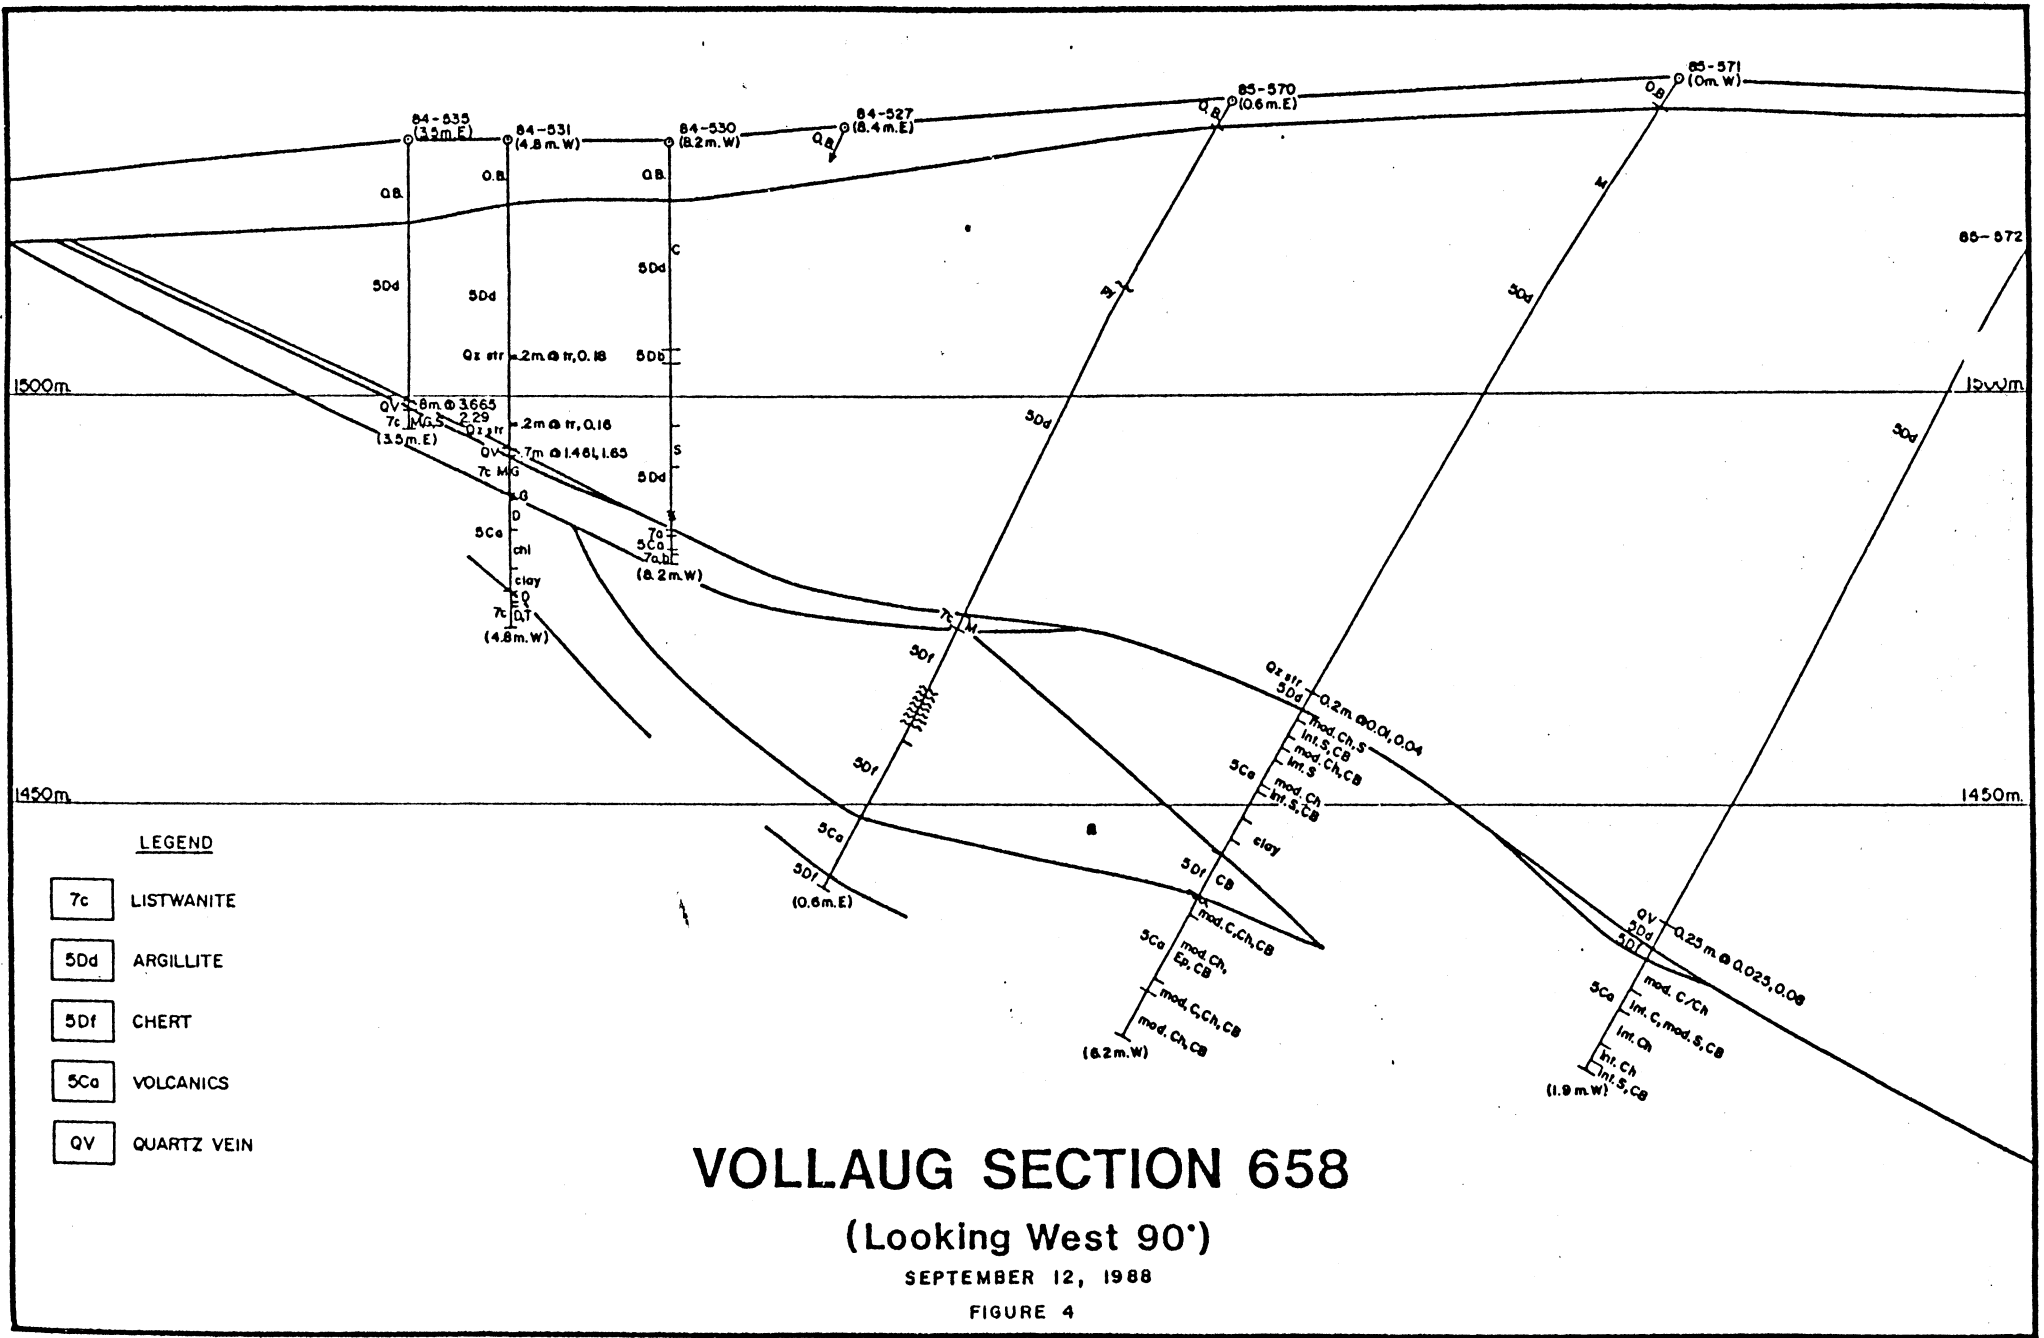 85-571
(0m. W)
85-570
(0.6m.E)
O.B.
O.B
84-535
(3.5m.E)
84-531
(4.8m.W)
84-530
(8.2m.W)
84-527
(8.4m.E)
O.B.
O.B.
O.B.
O.B.
M
85-572
C
5Dd
5Dd
5Dd
Py
5Dd
Qz str .2m @ tr,0.18
5Db
1500m.
1500m.
QV .8m @ 3.665
2.29
7c M,G,S
(3.5m.E)
Qz str .2m @ tr, 0.16
5Dd
5Dd
QV .7m @ 1.461,1.65
S
7c MG
5Dd
G
D
5Ca
chl
7a
5Ca
7a,b
(8.2m.W)
clay
D
7c D,T
(4.8m.W)
7c M
5Df
Qz str 0.2m. @ 0.01, 0.04
5Dd
mod. Ch, S
Int. S, CB
mod. Ch, CB
Int. S
5Ca
mod. Ch
Int. S, CB
5Df
1450m.
1450m.
5Ca
clay
5Df
(0.6m.E)
5Df CB
mod. C, Ch, CB
5Ca
mod. Ch,
Ep, CB
mod. C, Ch, CB
mod. Ch, CB
(6.2m.W)
QV 0.25m. @ 0.025, 0.06
5Dd
5Df
5Ca
mod. C/Ch
Int. C, mod. S, CB
Int. Ch
Int. Ch
Int. S, CB
(1.9m.W)
LEGEND
7c LISTWANITE
5Dd ARGILLITE
5Df CHERT
5Ca VOLCANICS
QV QUARTZ VEIN
VOLLAUG SECTION 658
(Looking West 90°)
SEPTEMBER 12, 1988
FIGURE 4